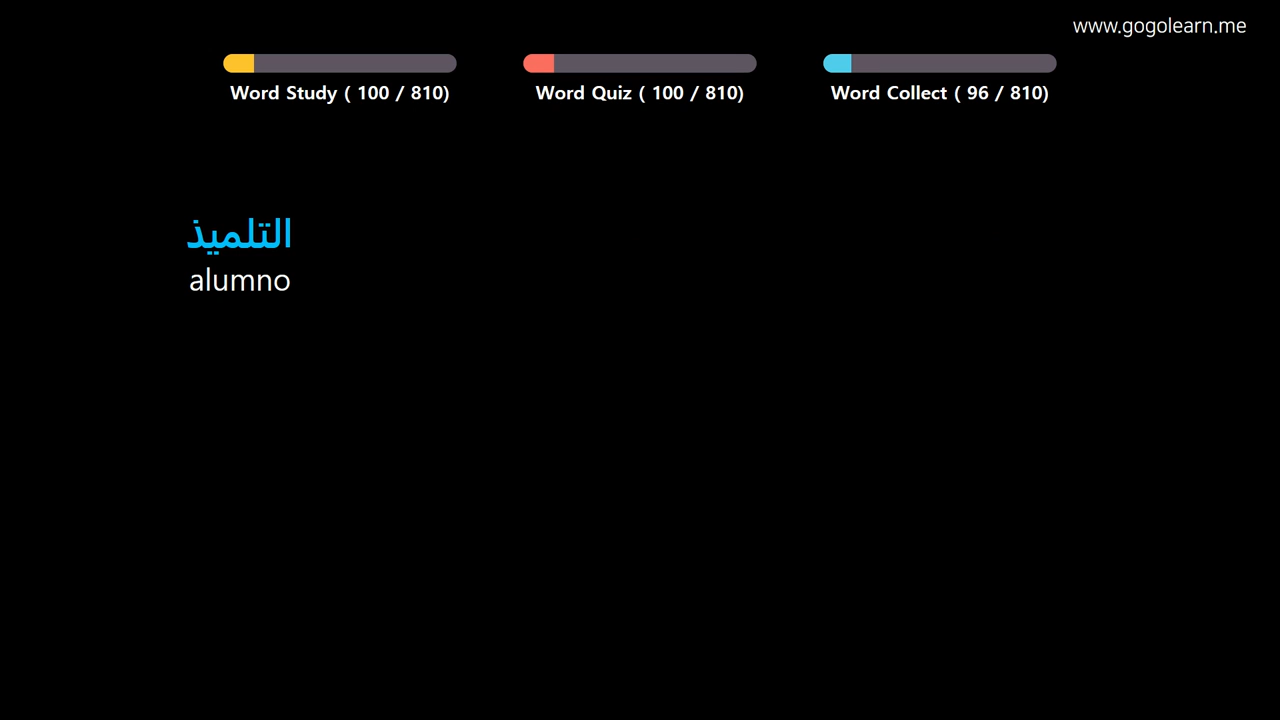 www.gogolearn.me
Word Study ( 100 / 810)
Word Quiz ( 100 / 810)
Word Collect ( 96 / 810)
التلميذ
alumno